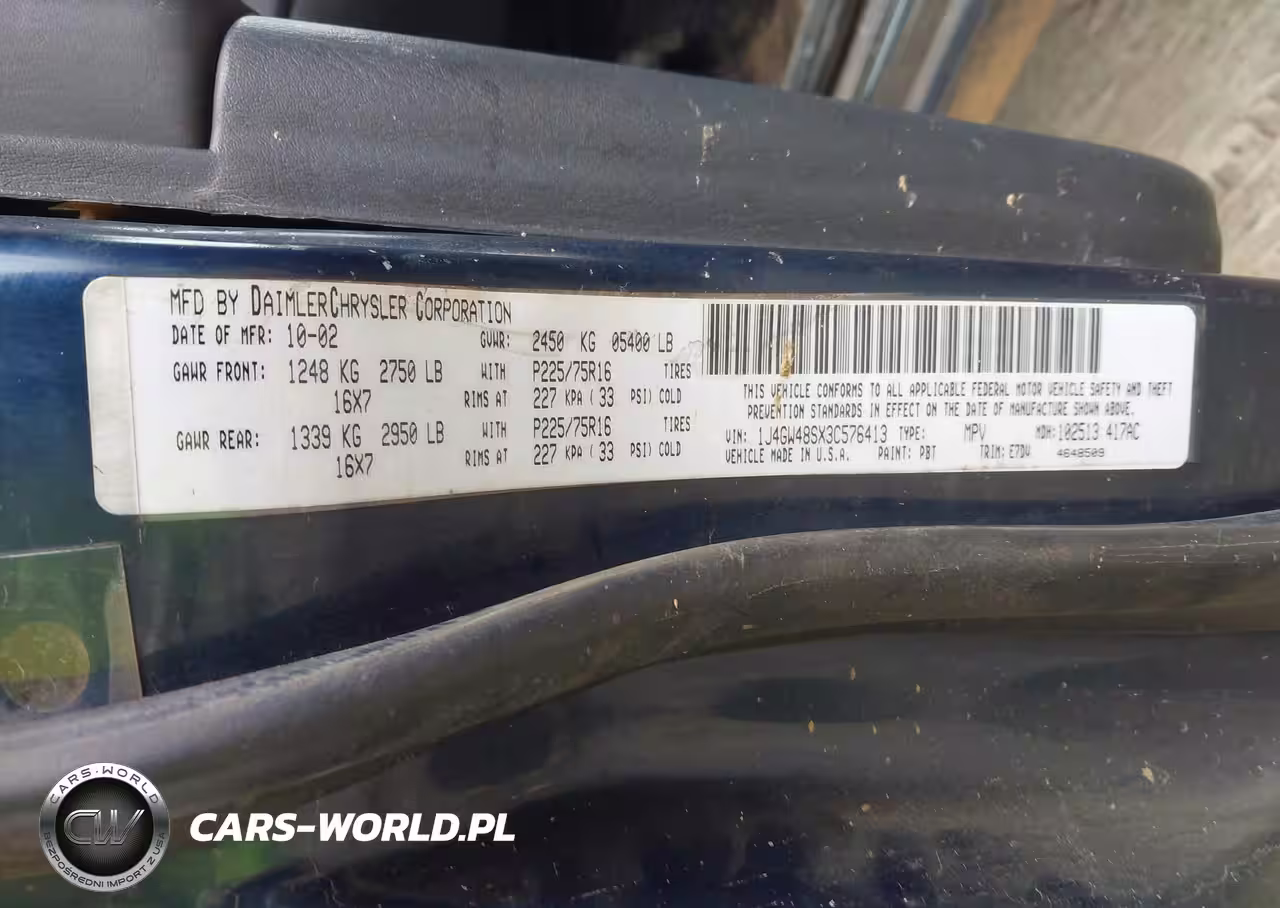 MFD BY DAIMLERCHRYSLER CORPORATION
DATE OF MFR: 10-02 GVWR: 2450 KG 05400 LB
GAWR FRONT: 1248 KG 2750 LB WITH P225/75R16 TIRES
16X7 RIMS AT 227 KPA ( 33 PSI) COLD
GAWR REAR: 1339 KG 2950 LB WITH P225/75R16 TIRES
16X7 RIMS AT 227 KPA ( 33 PSI) COLD
THIS VEHICLE CONFORMS TO ALL APPLICABLE FEDERAL MOTOR VEHICLE SAFETY AND THEFT
PREVENTION STANDARDS IN EFFECT ON THE DATE OF MANUFACTURE SHOWN ABOVE.
VIN: 1J4GW48SX3C576413 TYPE: MPV MDH: 102513 417AC
VEHICLE MADE IN U.S.A. PAINT: PBT TRIM: E7DV 4648509
CARS-WORLD
CW
BEZPOŚREDNI IMPORT Z USA
CARS-WORLD.PL